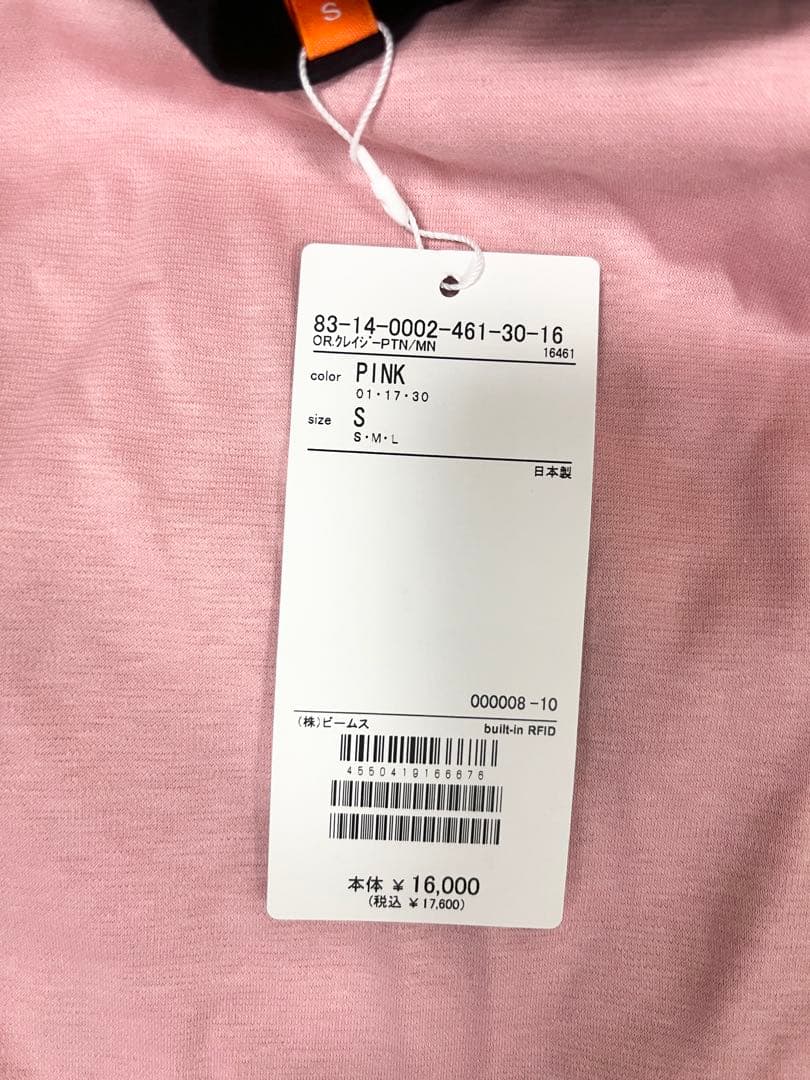 S
83-14-0002-461-30-16
OR.クレイジーPTN/MN
16461
color PINK
01・17・30
size S
S・M・L
日本製
000008-10
(株)ビームス
built-in RFID
4550419166676
本体 ¥ 16,000
(税込 ¥ 17,600)